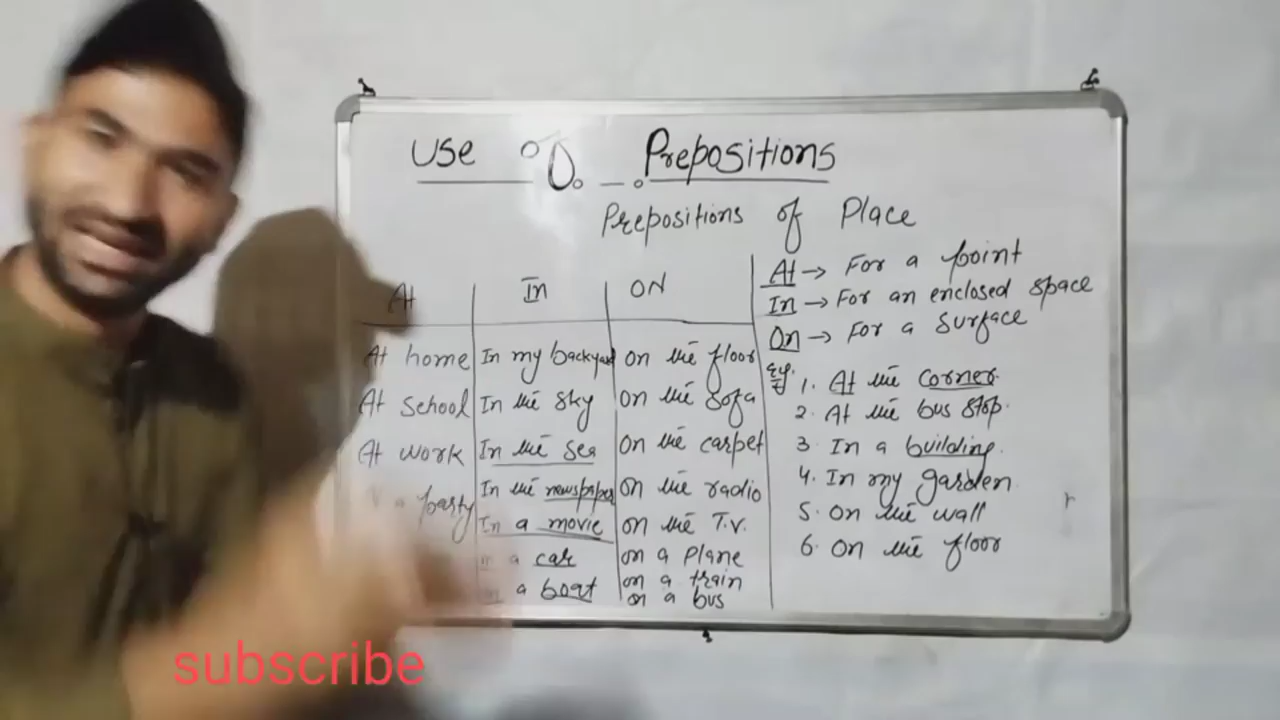 Use of Prepositions
Prepositions of Place
At In ON
At home In my backyard on the floor
At School In the sky on the sofa
At work In the sea on the carpet
a party In the newspaper on the radio
In a movie on the T.V.
in a car on a plane
a boat on a train
on a bus
At → For a point
In → For an enclosed space
On → For a surface
Eg. 1. At the corner.
2. At the bus stop.
3. In a building.
4. In my garden
5. on the wall
6. on the floor
subscribe